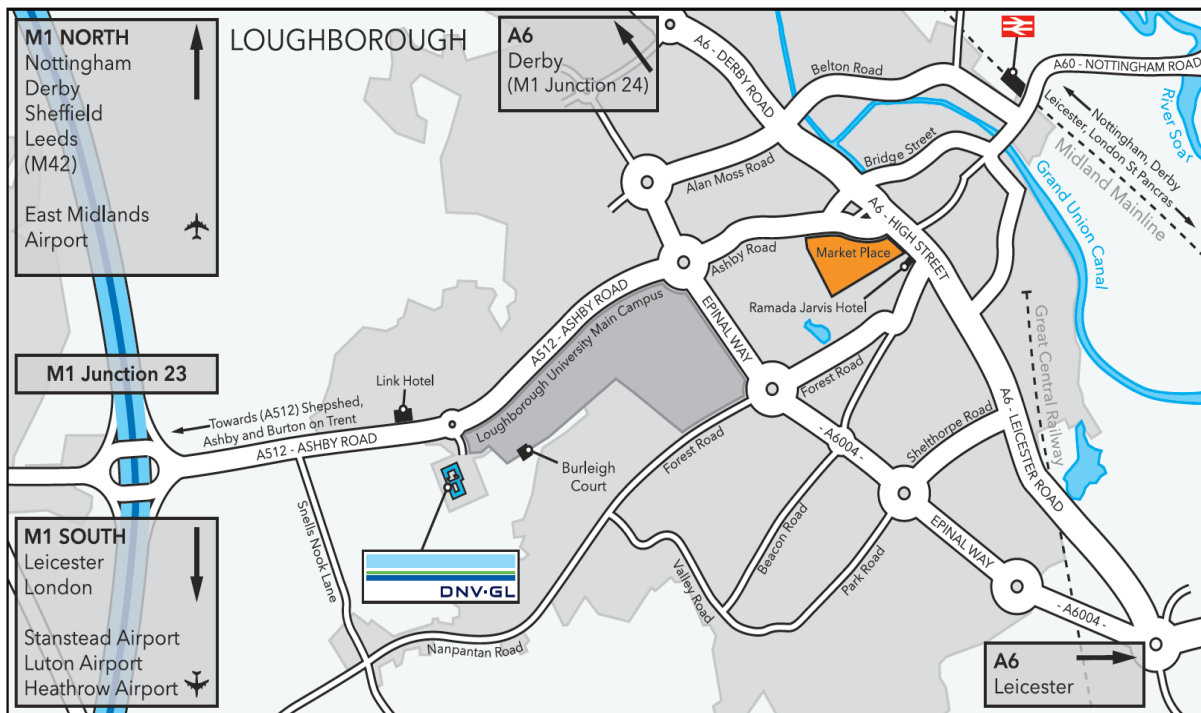 M1 NORTH
Nottingham
Derby
Sheffield
Leeds
(M42)
East Midlands
Airport
LOUGHBOROUGH
A6
Derby
(M1 Junction 24)
A6 - DERBY ROAD
Belton Road
A60 - NOTTINGHAM ROAD
River Soar
Nottingham, Derby
Leicester, London St Pancras
Midland Mainline
Bridge Street
Alan Moss Road
Grand Union Canal
A6 - HIGH STREET
Ashby Road
Market Place
Ramada Jarvis Hotel
EPINAL WAY
A512 - ASHBY ROAD
Loughborough University Main Campus
Great Central Railway
M1 Junction 23
Link Hotel
Towards (A512) Shepshed,
Ashby and Burton on Trent
A512 - ASHBY ROAD
Forest Road
A6 - LEICESTER ROAD
Shelthorpe Road
- A6004 -
Forest Road
Burleigh
Court
Snells Nook Lane
M1 SOUTH
Leicester
London
Stanstead Airport
Luton Airport
Heathrow Airport
DNV·GL
Beacon Road
Park Road
Valley Road
EPINAL WAY
- A6004 -
Nanpantan Road
A6
Leicester